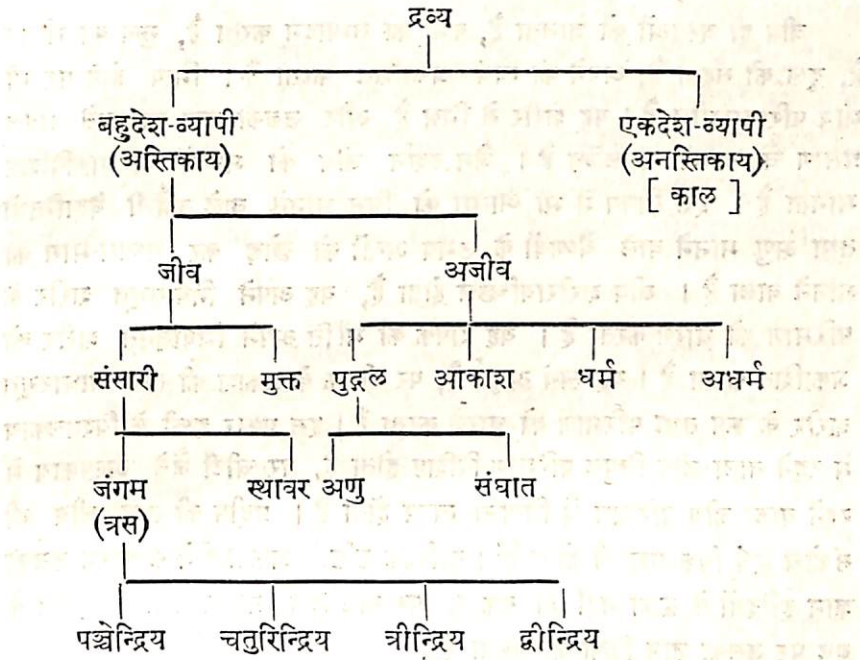 द्रव्य
बहुदेश-व्यापी एकदेश-व्यापी
(अस्तिकाय) (अनस्तिकाय)
[ काल ]
जीव अजीव
संसारी मुक्त पुद्गल आकाश धर्म अधर्म
जंगम स्थावर अणु संघात
(त्रस)
पञ्चेन्द्रिय चतुरिन्द्रिय त्रीन्द्रिय द्वीन्द्रिय